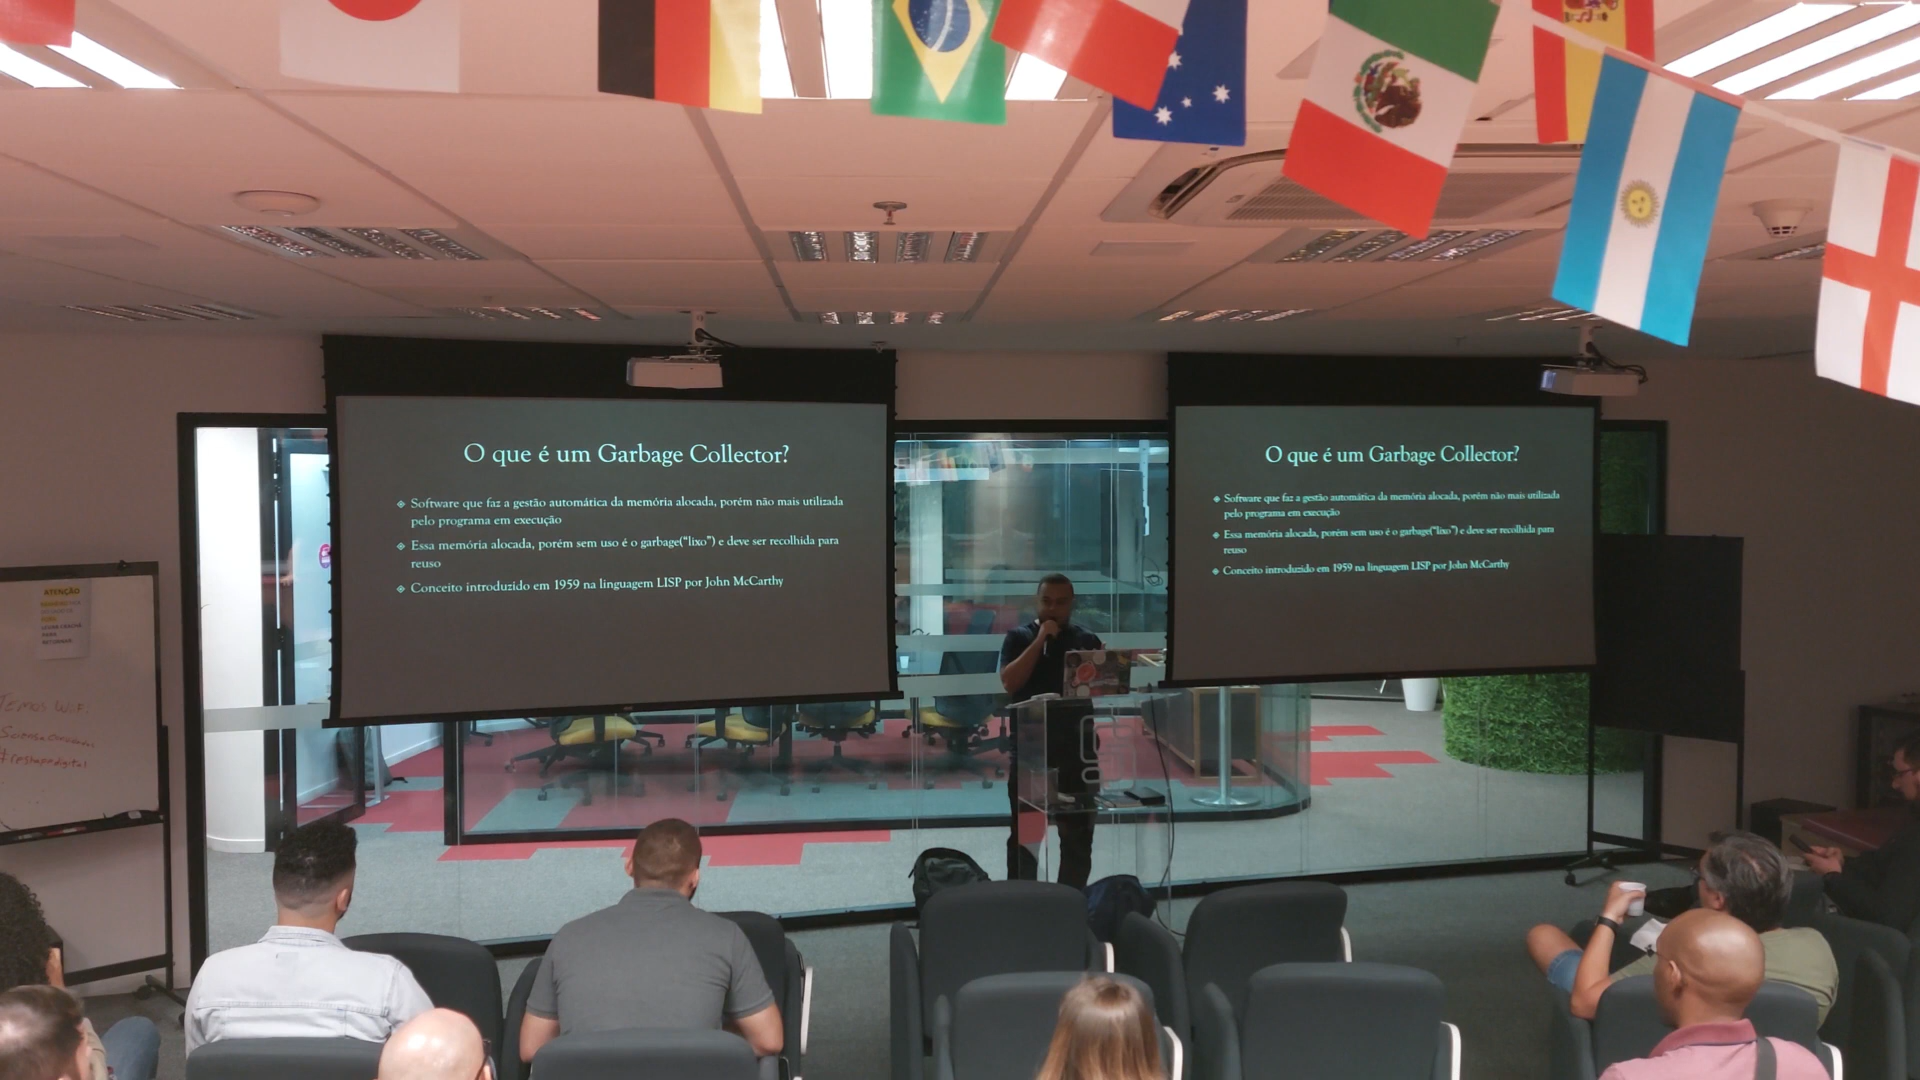 O que é um Garbage Collector?
Software que faz a gestão automática da memória alocada, porém não mais utilizada
pelo programa em execução
Essa memória alocada, porém sem uso é o garbage("lixo") e deve ser recolhida para
reuso
Conceito introduzido em 1959 na linguagem LISP por John McCarthy
O que é um Garbage Collector?
Software que faz a gestão automática da memória alocada, porém não mais utilizada
pelo programa em execução
Essa memória alocada, porém sem uso é o garbage("lixo") e deve ser recolhida para
reuso
Conceito introduzido em 1959 na linguagem LISP por John McCarthy
ATENÇÃO